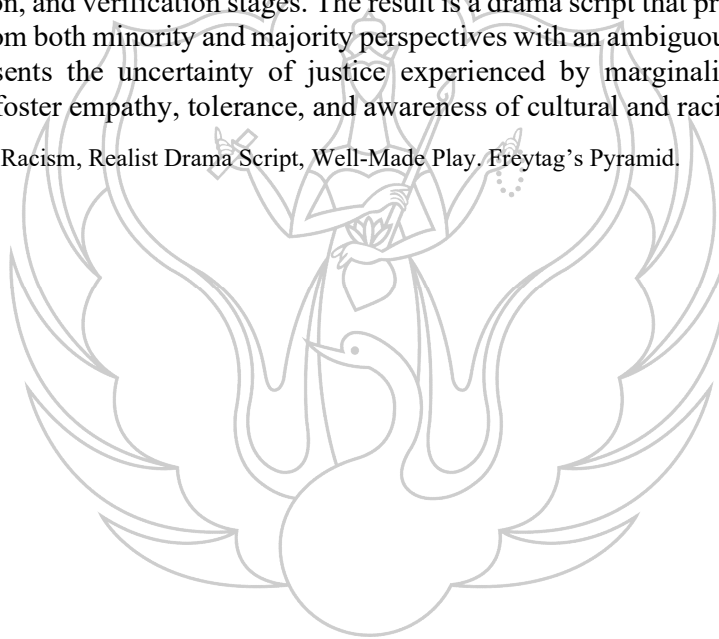 on, and verification stages. The result is a drama script that pr
om both minority and majority perspectives with an ambiguou
sents the uncertainty of justice experienced by marginali
foster empathy, tolerance, and awareness of cultural and raci
Racism, Realist Drama Script, Well-Made Play. Freytag’s Pyramid.